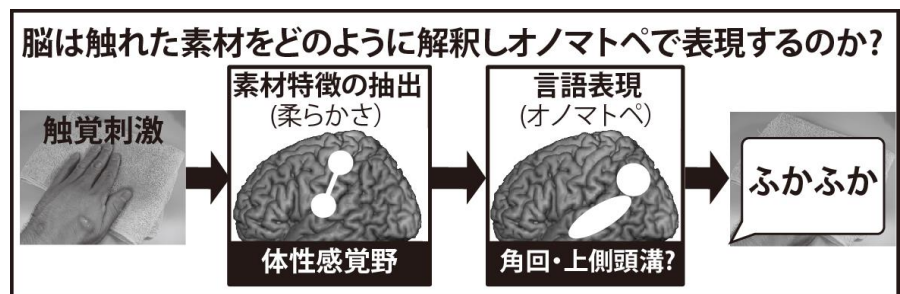 脳は触れた素材をどのように解釈しオノマトペで表現するのか?
触覚刺激
素材特徴の抽出
(柔らかさ)
体性感覚野
言語表現
(オノマトペ)
角回・上側頭溝?
ふかふか